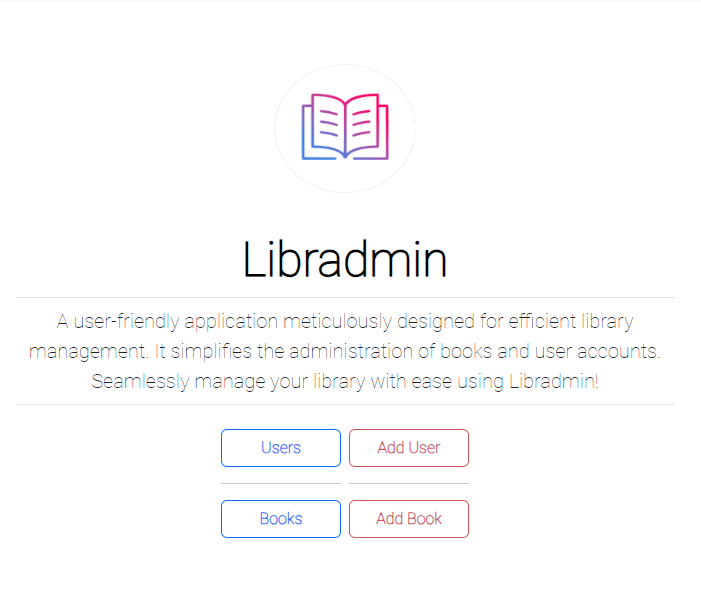 Libradmin
A user-friendly application meticulously designed for efficient library
management. It simplifies the administration of books and user accounts.
Seamlessly manage your library with ease using Libradmin!
Users Add User
Books Add Book